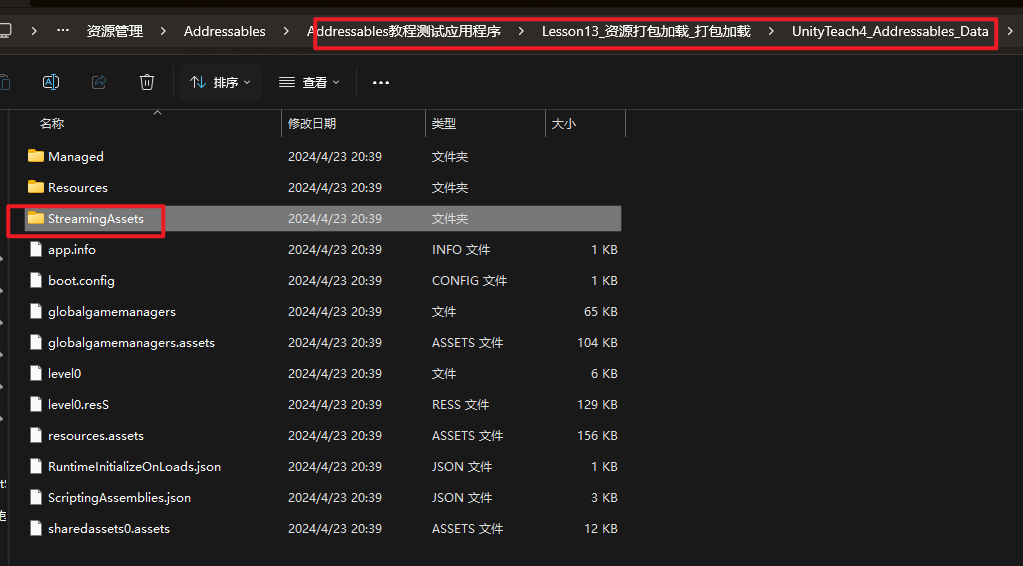 ··· 资源管理 Addressables Addressables教程测试应用程序 Lesson13_资源打包加载_打包加载 UnityTeach4_Addressables_Data
排序 查看 ···
名称 修改日期 类型 大小
Managed 2024/4/23 20:39 文件夹
Resources 2024/4/23 20:39 文件夹
StreamingAssets 2024/4/23 20:39 文件夹
app.info 2024/4/23 20:39 INFO 文件 1 KB
boot.config 2024/4/23 20:39 CONFIG 文件 1 KB
globalgamemanagers 2024/4/23 20:39 文件 65 KB
globalgamemanagers.assets 2024/4/23 20:39 ASSETS 文件 104 KB
level0 2024/4/23 20:39 文件 6 KB
level0.resS 2024/4/23 20:39 RESS 文件 129 KB
resources.assets 2024/4/23 20:39 ASSETS 文件 156 KB
RuntimeInitializeOnLoads.json 2024/4/23 20:39 JSON 文件 1 KB
ScriptingAssemblies.json 2024/4/23 20:39 JSON 文件 3 KB
sharedassets0.assets 2024/4/23 20:39 ASSETS 文件 12 KB